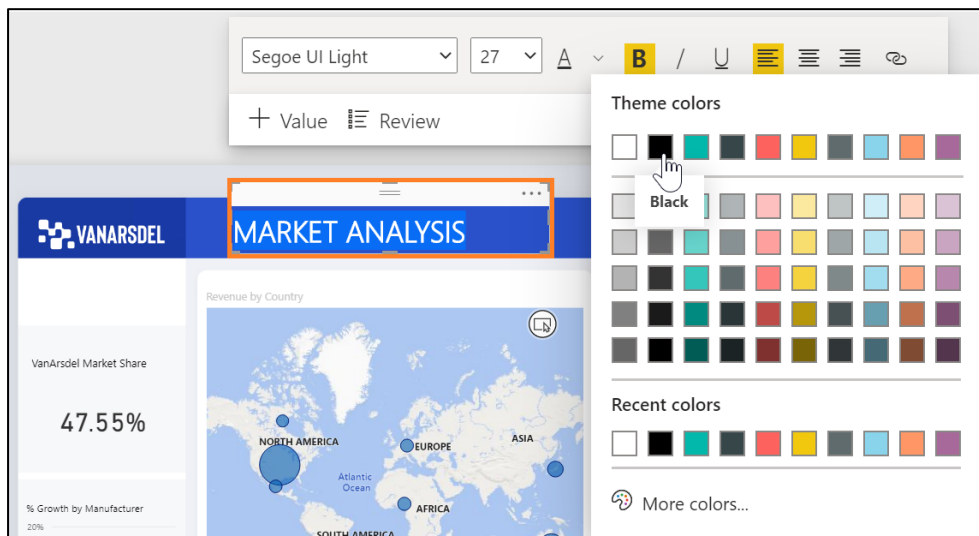 Segoe UI Light 27 A B / U
Theme colors
+ Value Review
Black
VANARSDEL
MARKET ANALYSIS
Revenue by Country
VanArsdel Market Share
47.55%
NORTH AMERICA
EUROPE
ASIA
Atlantic
Ocean
AFRICA
SOUTH AMERICA
% Growth by Manufacturer
20%
Recent colors
More colors...